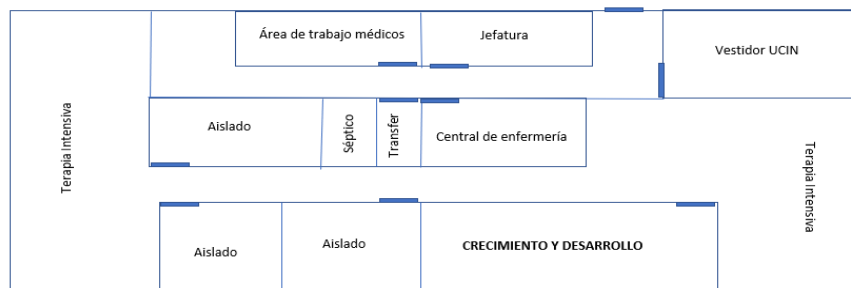 Área de trabajo médicos
Jefatura
Vestidor UCIN
Terapia Intensiva
Aislado
Séptico
Transfer
Central de enfermería
Terapia Intensiva
Aislado
Aislado
CRECIMIENTO Y DESARROLLO